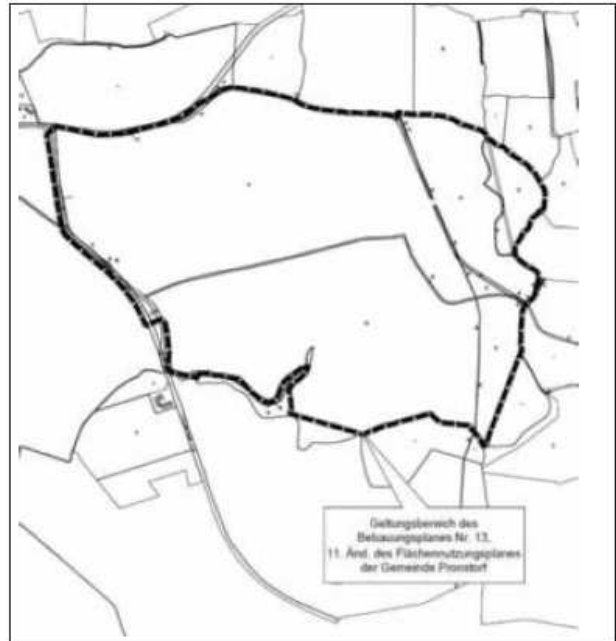 Geltungsbereich des
Bebauungsplanes Nr. 13,
11. Änd. des Flächennutzungsplanes
der Gemeinde Pronstorf